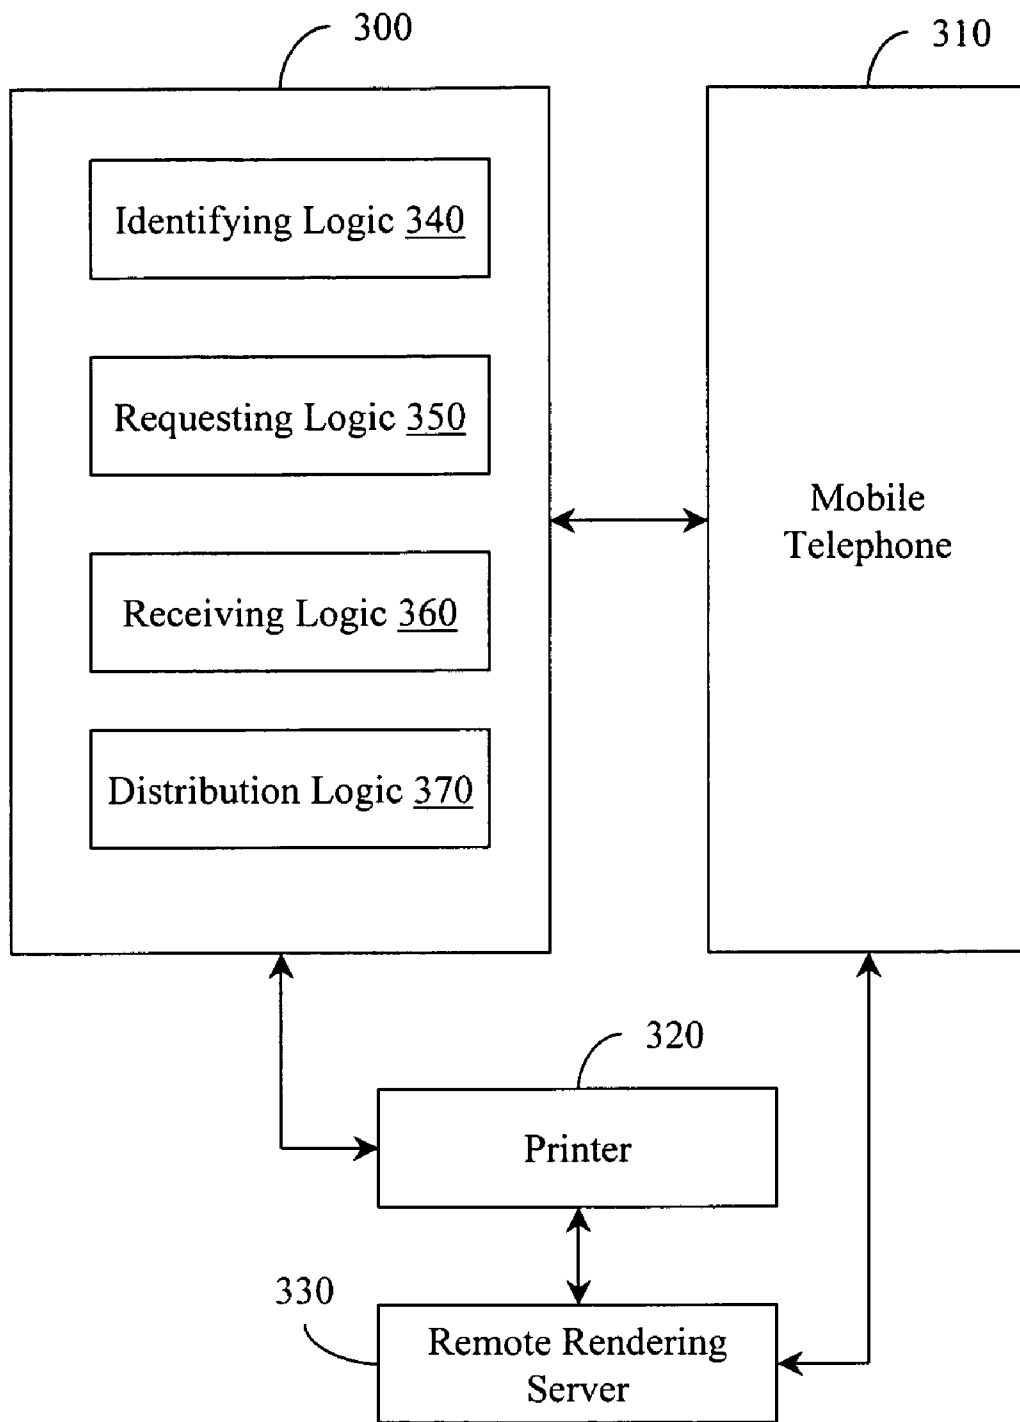 300
310
Identifying Logic 340
Requesting Logic 350
Receiving Logic 360
Distribution Logic 370
Mobile
Telephone
320
Printer
330
Remote Rendering
Server